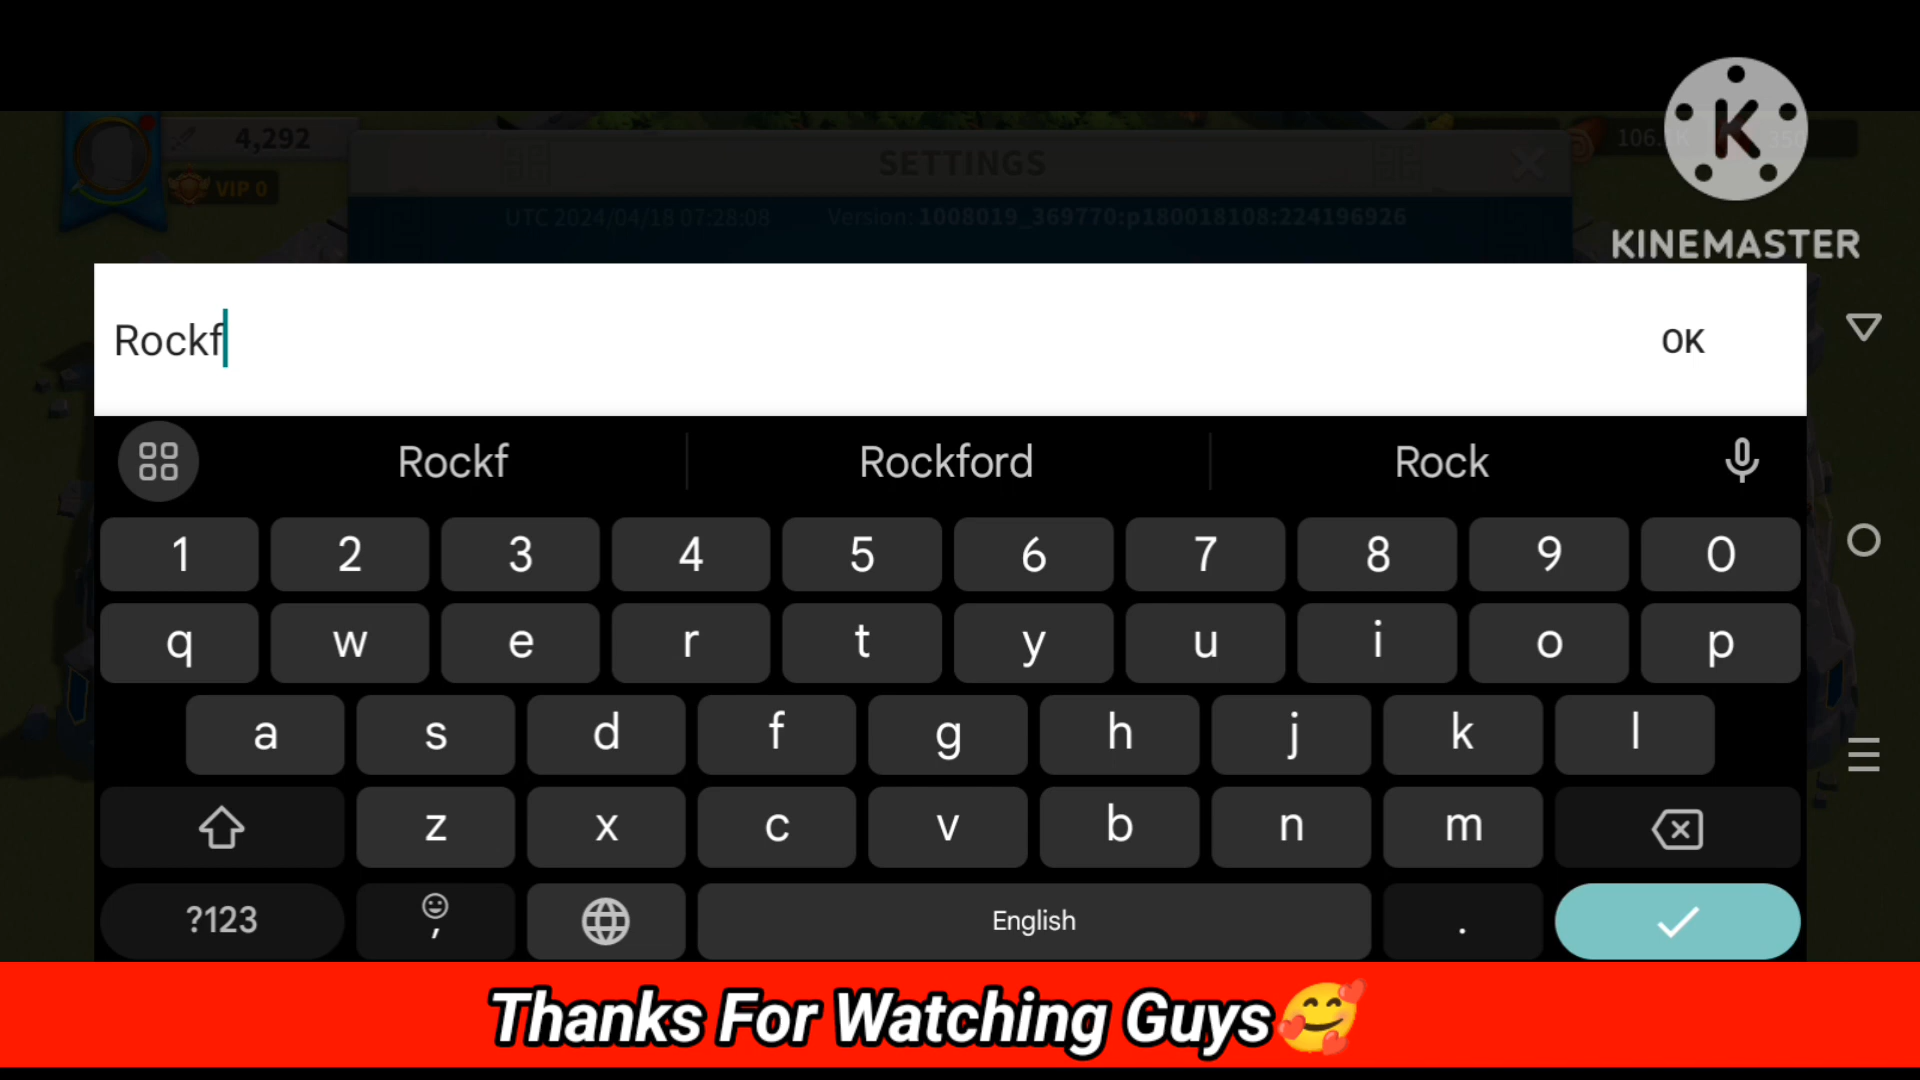 4,292
VIP 0
SETTINGS
UTC 2024/04/18 07:28:08 Version: 1008019_369770:p180018108:224196926
K
KINEMASTER
Rockf OK
Rockf Rockford Rock
1 2 3 4 5 6 7 8 9 0
q w e r t y u i o p
a s d f g h j k l
z x c v b n m
?123 , English .
Thanks For Watching Guys🥰